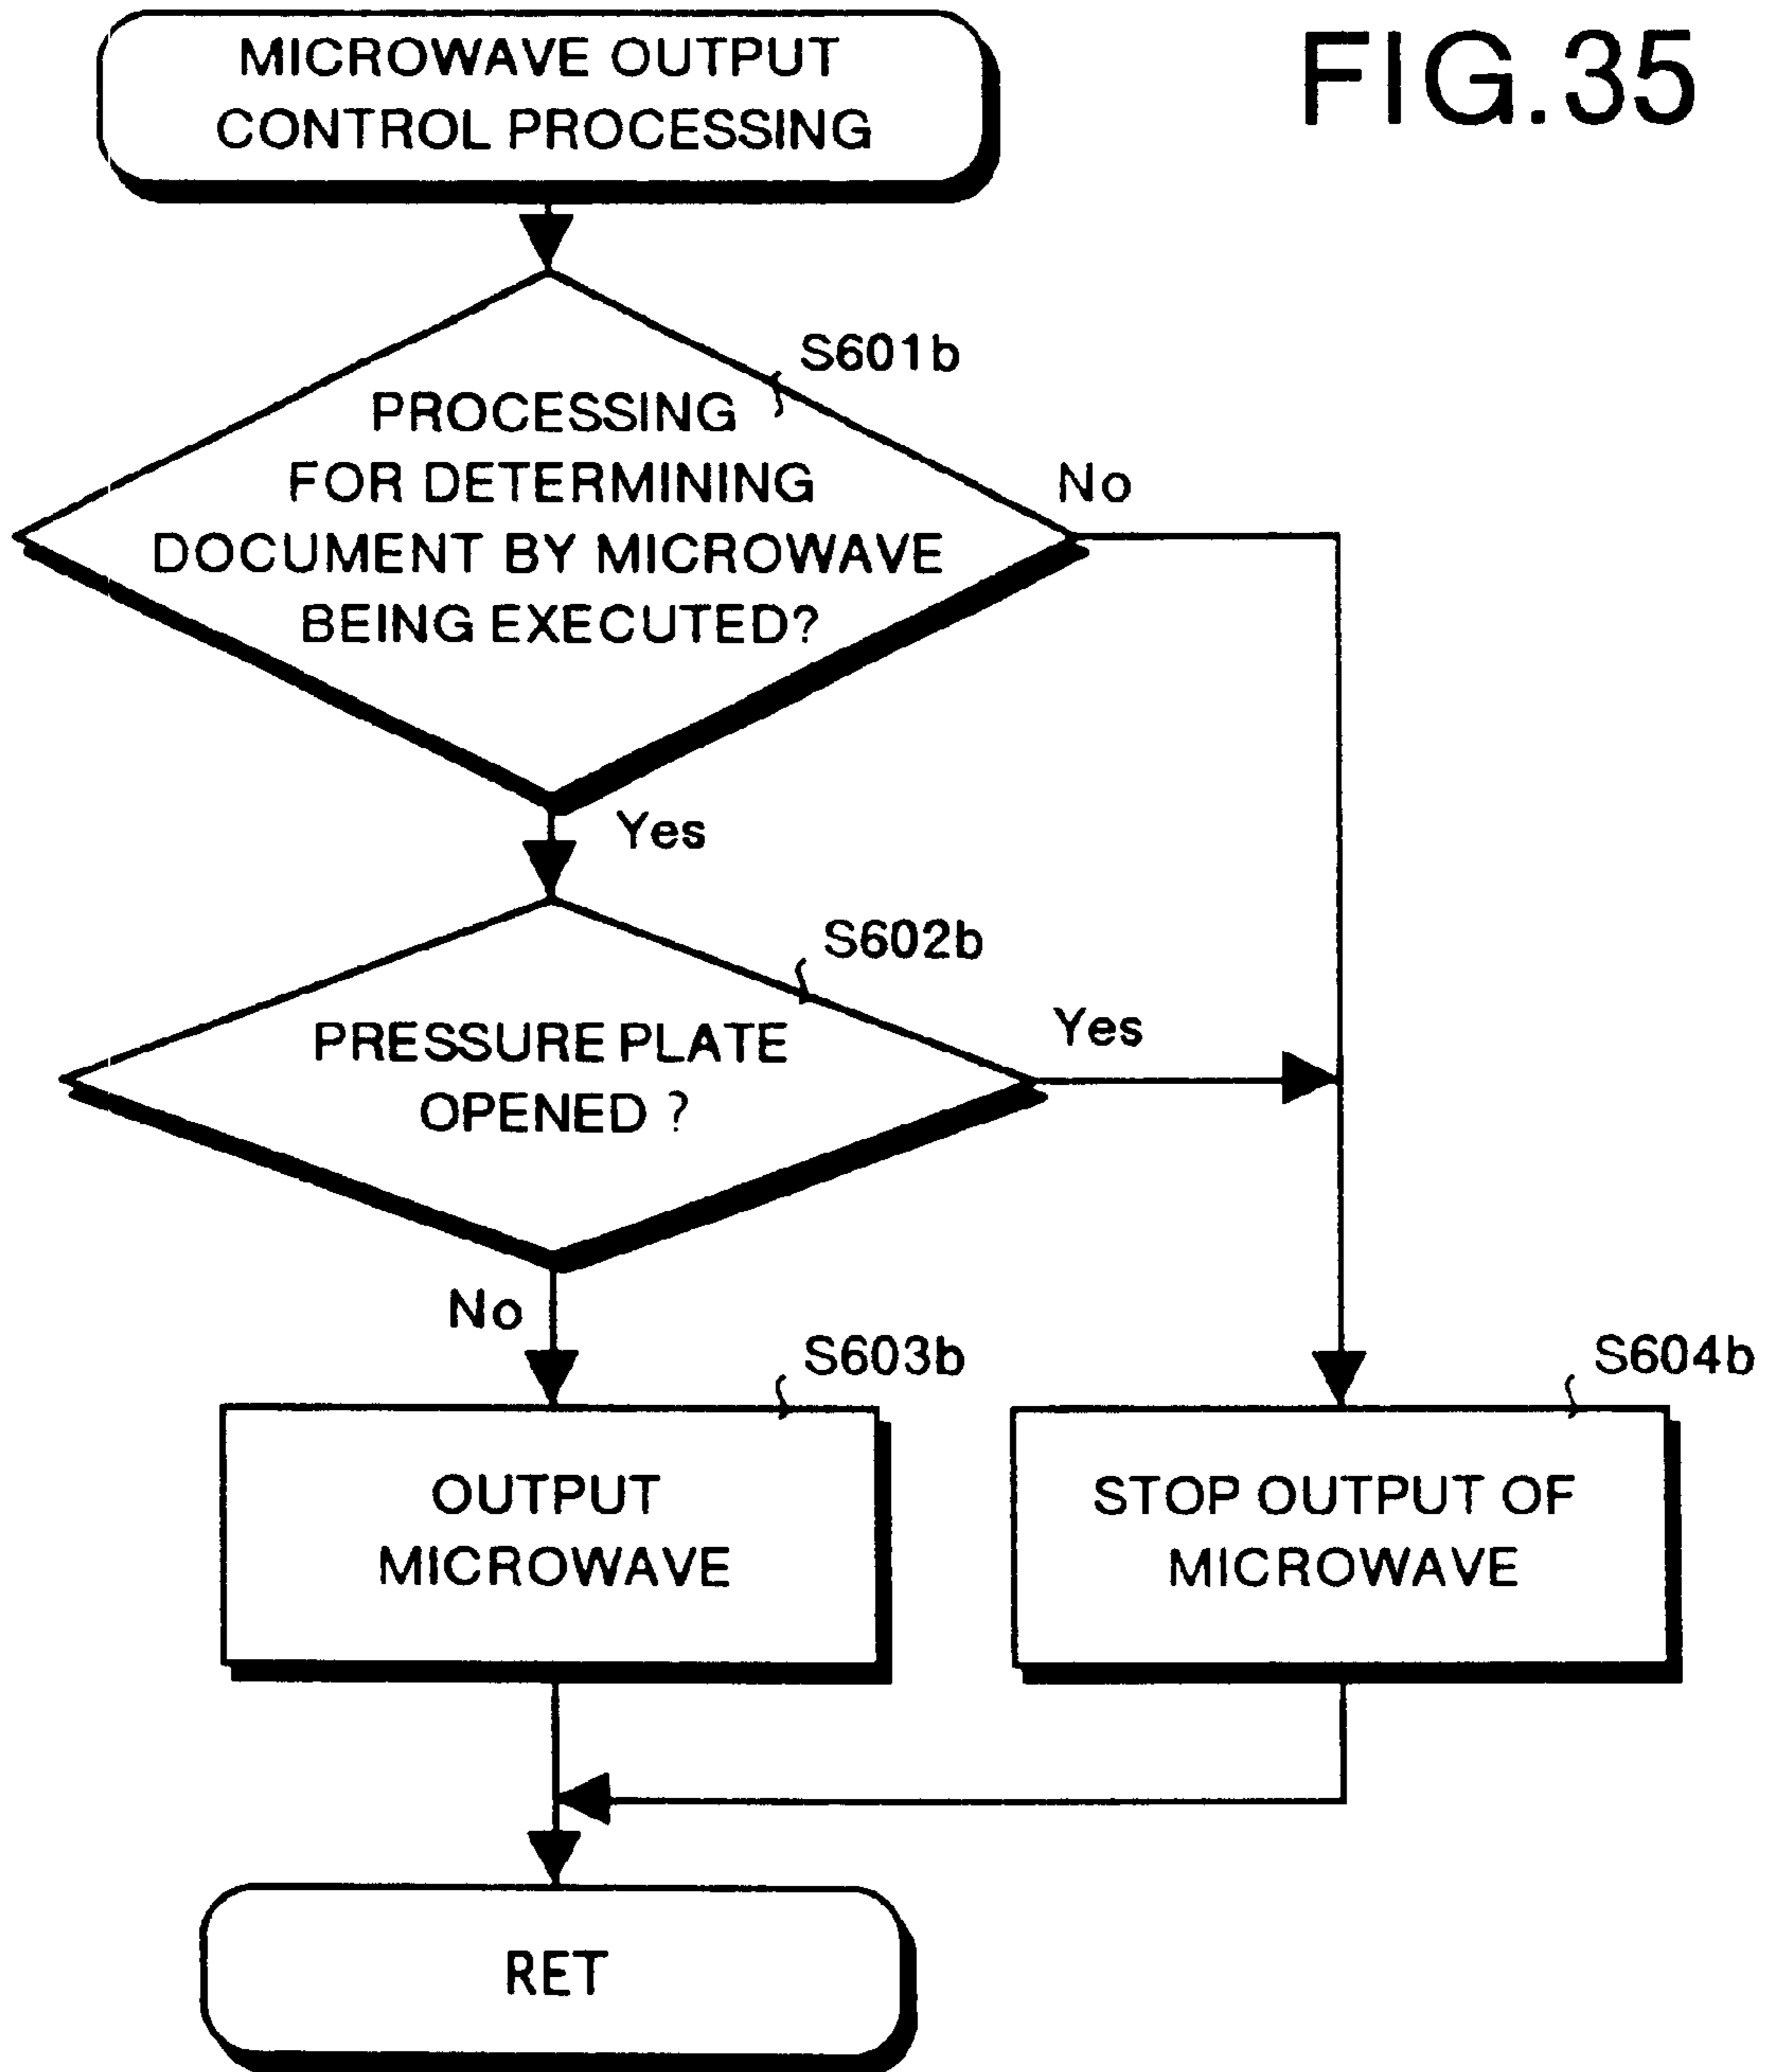 FIG.35
MICROWAVE OUTPUT
CONTROL PROCESSING
S601b
PROCESSING
FOR DETERMINING
DOCUMENT BY MICROWAVE
BEING EXECUTED?
No
Yes
S602b
PRESSURE PLATE
OPENED ?
Yes
No
S603b
OUTPUT
MICROWAVE
S604b
STOP OUTPUT OF
MICROWAVE
RET